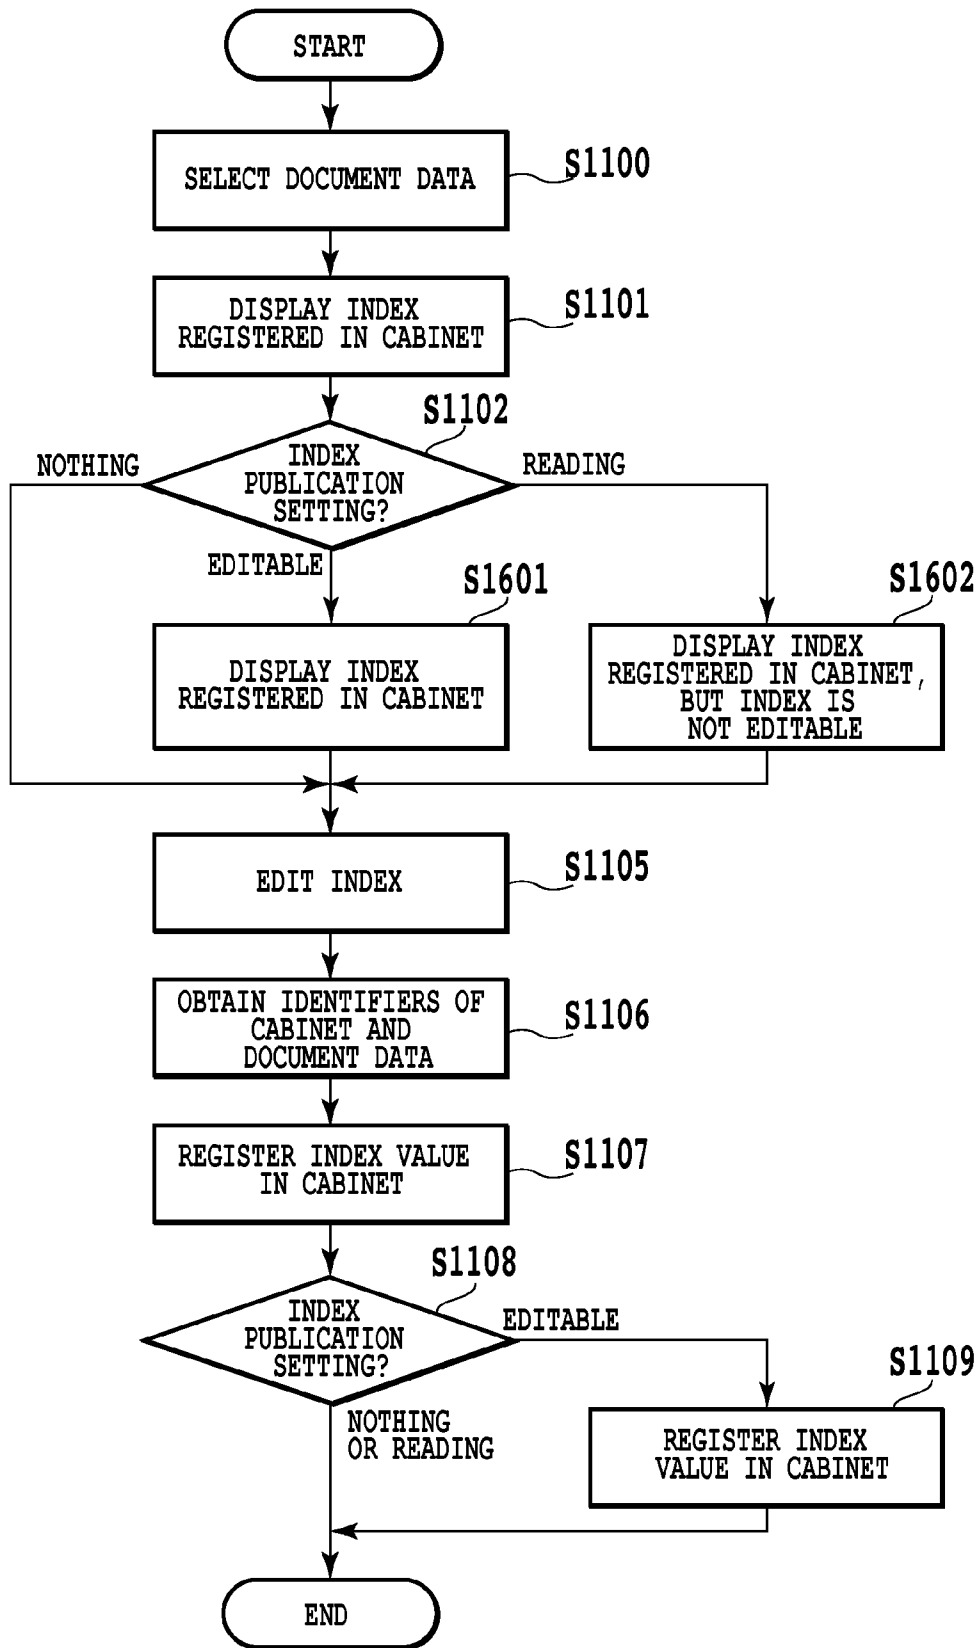 START
SELECT DOCUMENT DATA
S1100
DISPLAY INDEX
REGISTERED IN CABINET
S1101
S1102
INDEX
PUBLICATION
SETTING?
NOTHING
READING
EDITABLE
S1601
DISPLAY INDEX
REGISTERED IN CABINET
S1602
DISPLAY INDEX
REGISTERED IN CABINET,
BUT INDEX IS
NOT EDITABLE
EDIT INDEX
S1105
OBTAIN IDENTIFIERS OF
CABINET AND
DOCUMENT DATA
S1106
REGISTER INDEX VALUE
IN CABINET
S1107
S1108
INDEX
PUBLICATION
SETTING?
EDITABLE
NOTHING
OR READING
S1109
REGISTER INDEX
VALUE IN CABINET
END